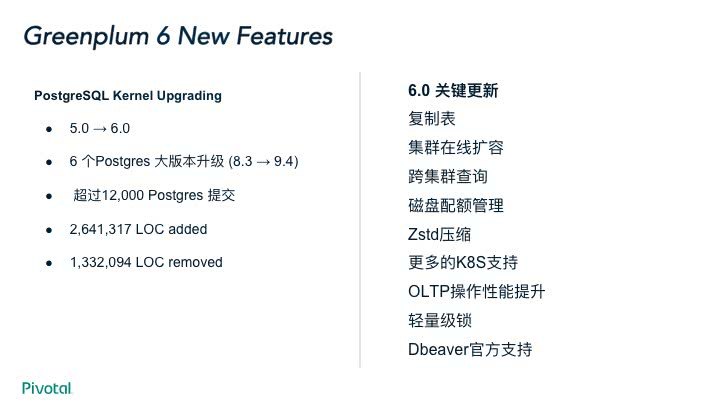 Greenplum 6 New Features
PostgreSQL Kernel Upgrading
● 5.0 → 6.0
● 6 个Postgres 大版本升级 (8.3 → 9.4)
● 超过12,000 Postgres 提交
● 2,641,317 LOC added
● 1,332,094 LOC removed
6.0 关键更新
复制表
集群在线扩容
跨集群查询
磁盘配额管理
Zstd压缩
更多的K8S支持
OLTP操作性能提升
轻量级锁
Dbeaver官方支持
Pivotal